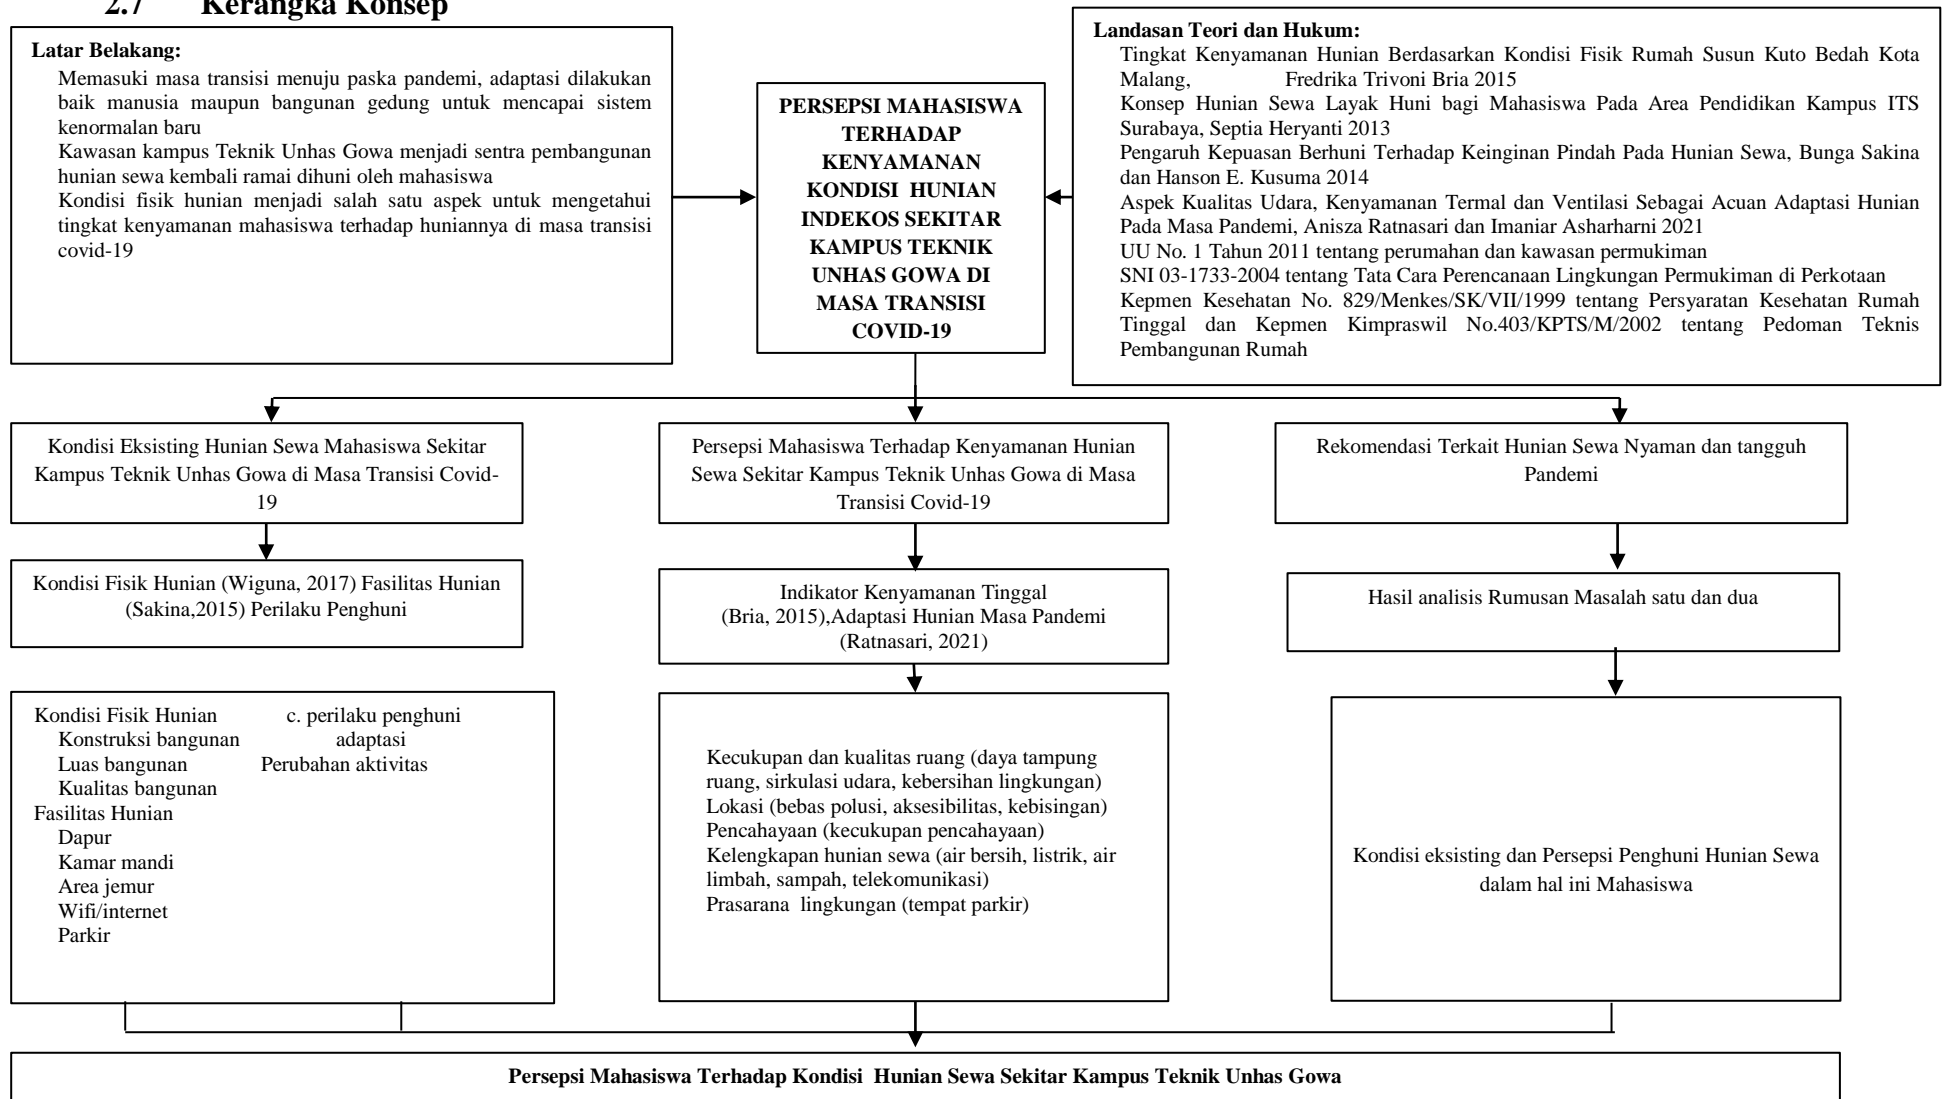 2.7 Kerangka Konsep
Latar Belakang:
Memasuki masa transisi menuju paska pandemi, adaptasi dilakukan
baik manusia maupun bangunan gedung untuk mencapai sistem
kenormalan baru
Kawasan kampus Teknik Unhas Gowa menjadi sentra pembangunan
hunian sewa kembali ramai dihuni oleh mahasiswa
Kondisi fisik hunian menjadi salah satu aspek untuk mengetahui
tingkat kenyamanan mahasiswa terhadap huniannya di masa transisi
covid-19
PERSEPSI MAHASISWA
TERHADAP
KENYAMANAN
KONDISI HUNIAN
INDEKOS SEKITAR
KAMPUS TEKNIK
UNHAS GOWA DI
MASA TRANSISI
COVID-19
Landasan Teori dan Hukum:
Tingkat Kenyamanan Hunian Berdasarkan Kondisi Fisik Rumah Susun Kuto Bedah Kota
Malang, Fredrika Trivoni Bria 2015
Konsep Hunian Sewa Layak Huni bagi Mahasiswa Pada Area Pendidikan Kampus ITS
Surabaya, Septia Heryanti 2013
Pengaruh Kepuasan Berhuni Terhadap Keinginan Pindah Pada Hunian Sewa, Bunga Sakina
dan Hanson E. Kusuma 2014
Aspek Kualitas Udara, Kenyamanan Termal dan Ventilasi Sebagai Acuan Adaptasi Hunian
Pada Masa Pandemi, Anisza Ratnasari dan Imaniar Asharharni 2021
UU No. 1 Tahun 2011 tentang perumahan dan kawasan permukiman
SNI 03-1733-2004 tentang Tata Cara Perencanaan Lingkungan Permukiman di Perkotaan
Kepmen Kesehatan No. 829/Menkes/SK/VII/1999 tentang Persyaratan Kesehatan Rumah
Tinggal dan Kepmen Kimpraswil No.403/KPTS/M/2002 tentang Pedoman Teknis
Pembangunan Rumah
Kondisi Eksisting Hunian Sewa Mahasiswa Sekitar
Kampus Teknik Unhas Gowa di Masa Transisi Covid-
19
Persepsi Mahasiswa Terhadap Kenyamanan Hunian
Sewa Sekitar Kampus Teknik Unhas Gowa di Masa
Transisi Covid-19
Rekomendasi Terkait Hunian Sewa Nyaman dan tangguh
Pandemi
Kondisi Fisik Hunian (Wiguna, 2017) Fasilitas Hunian
(Sakina,2015) Perilaku Penghuni
Indikator Kenyamanan Tinggal
(Bria, 2015),Adaptasi Hunian Masa Pandemi
(Ratnasari, 2021)
Hasil analisis Rumusan Masalah satu dan dua
Kondisi Fisik Hunian c. perilaku penghuni
Konstruksi bangunan adaptasi
Luas bangunan Perubahan aktivitas
Kualitas bangunan
Fasilitas Hunian
Dapur
Kamar mandi
Area jemur
Wifi/internet
Parkir
Kecukupan dan kualitas ruang (daya tampung
ruang, sirkulasi udara, kebersihan lingkungan)
Lokasi (bebas polusi, aksesibilitas, kebisingan)
Pencahayaan (kecukupan pencahayaan)
Kelengkapan hunian sewa (air bersih, listrik, air
limbah, sampah, telekomunikasi)
Prasarana lingkungan (tempat parkir)
Kondisi eksisting dan Persepsi Penghuni Hunian Sewa
dalam hal ini Mahasiswa
Persepsi Mahasiswa Terhadap Kondisi Hunian Sewa Sekitar Kampus Teknik Unhas Gowa